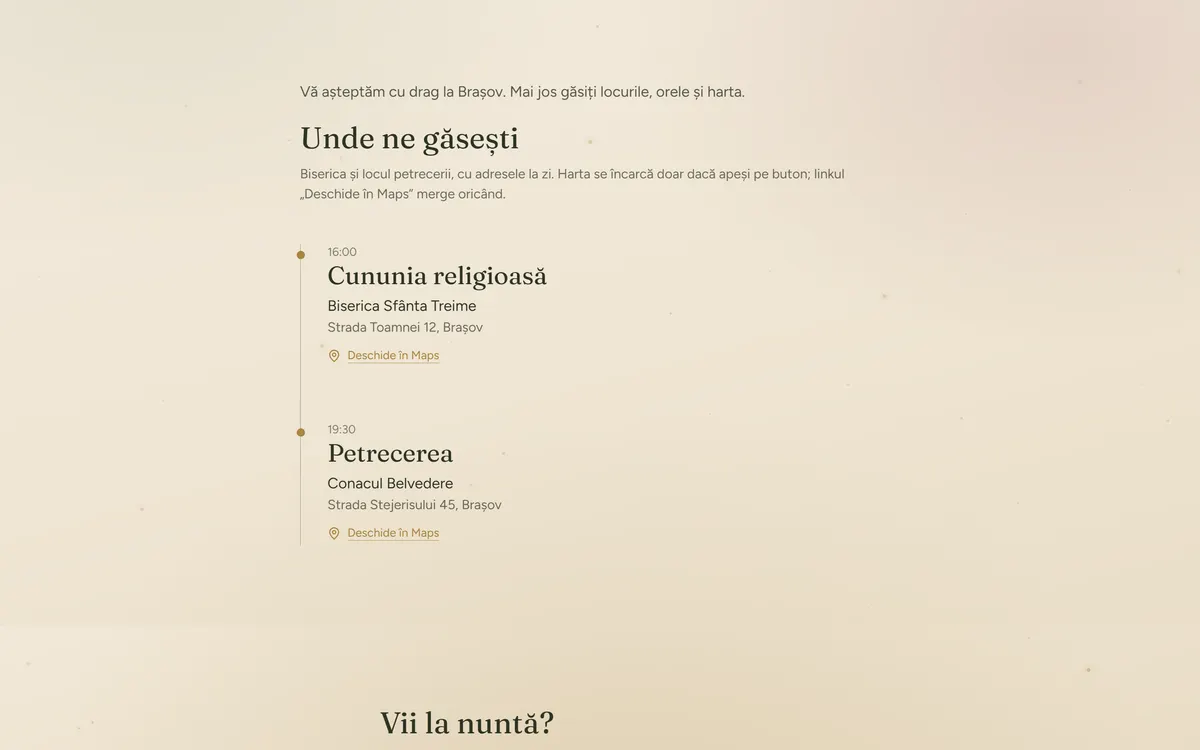 Vă așteptăm cu drag la Brașov. Mai jos găsiți locurile, orele și harta.
Unde ne găsești
Biserica și locul petrecerii, cu adresele la zi. Harta se încarcă doar dacă apeși pe buton; linkul
„Deschide în Maps” merge oricând.
16:00
Cununia religioasă
Biserica Sfânta Treime
Strada Toamnei 12, Brașov
Deschide în Maps
19:30
Petrecerea
Conacul Belvedere
Strada Stejerisului 45, Brașov
Deschide în Maps
Vii la nuntă?